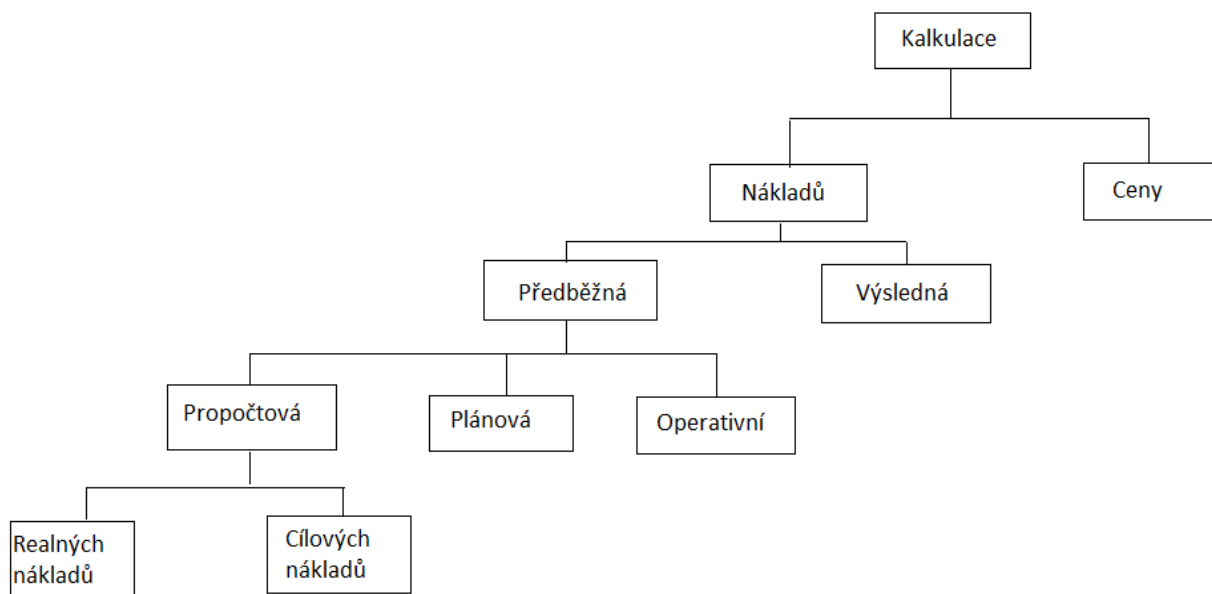 Kalkulace
Nákladů
Ceny
Předběžná
Výsledná
Propočtová
Plánová
Operativní
Realných
nákladů
Cílových
nákladů